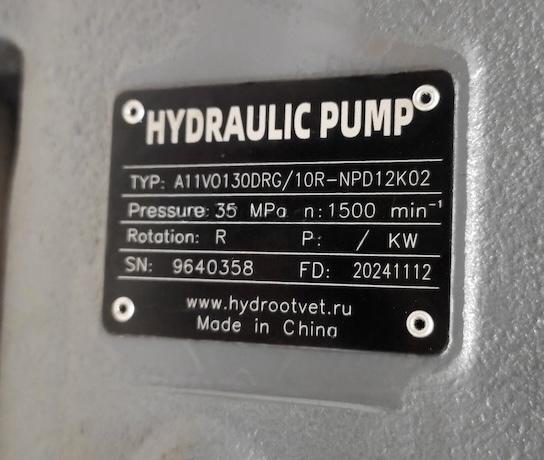 HYDRAULIC PUMP
TYP: A11VO130DRG/10R-NPD12K02
Pressure: 35 MPa n: 1500 min⁻¹
Rotation: R P: / KW
SN: 9640358 FD: 20241112
www.hydrootvet.ru
Made in China